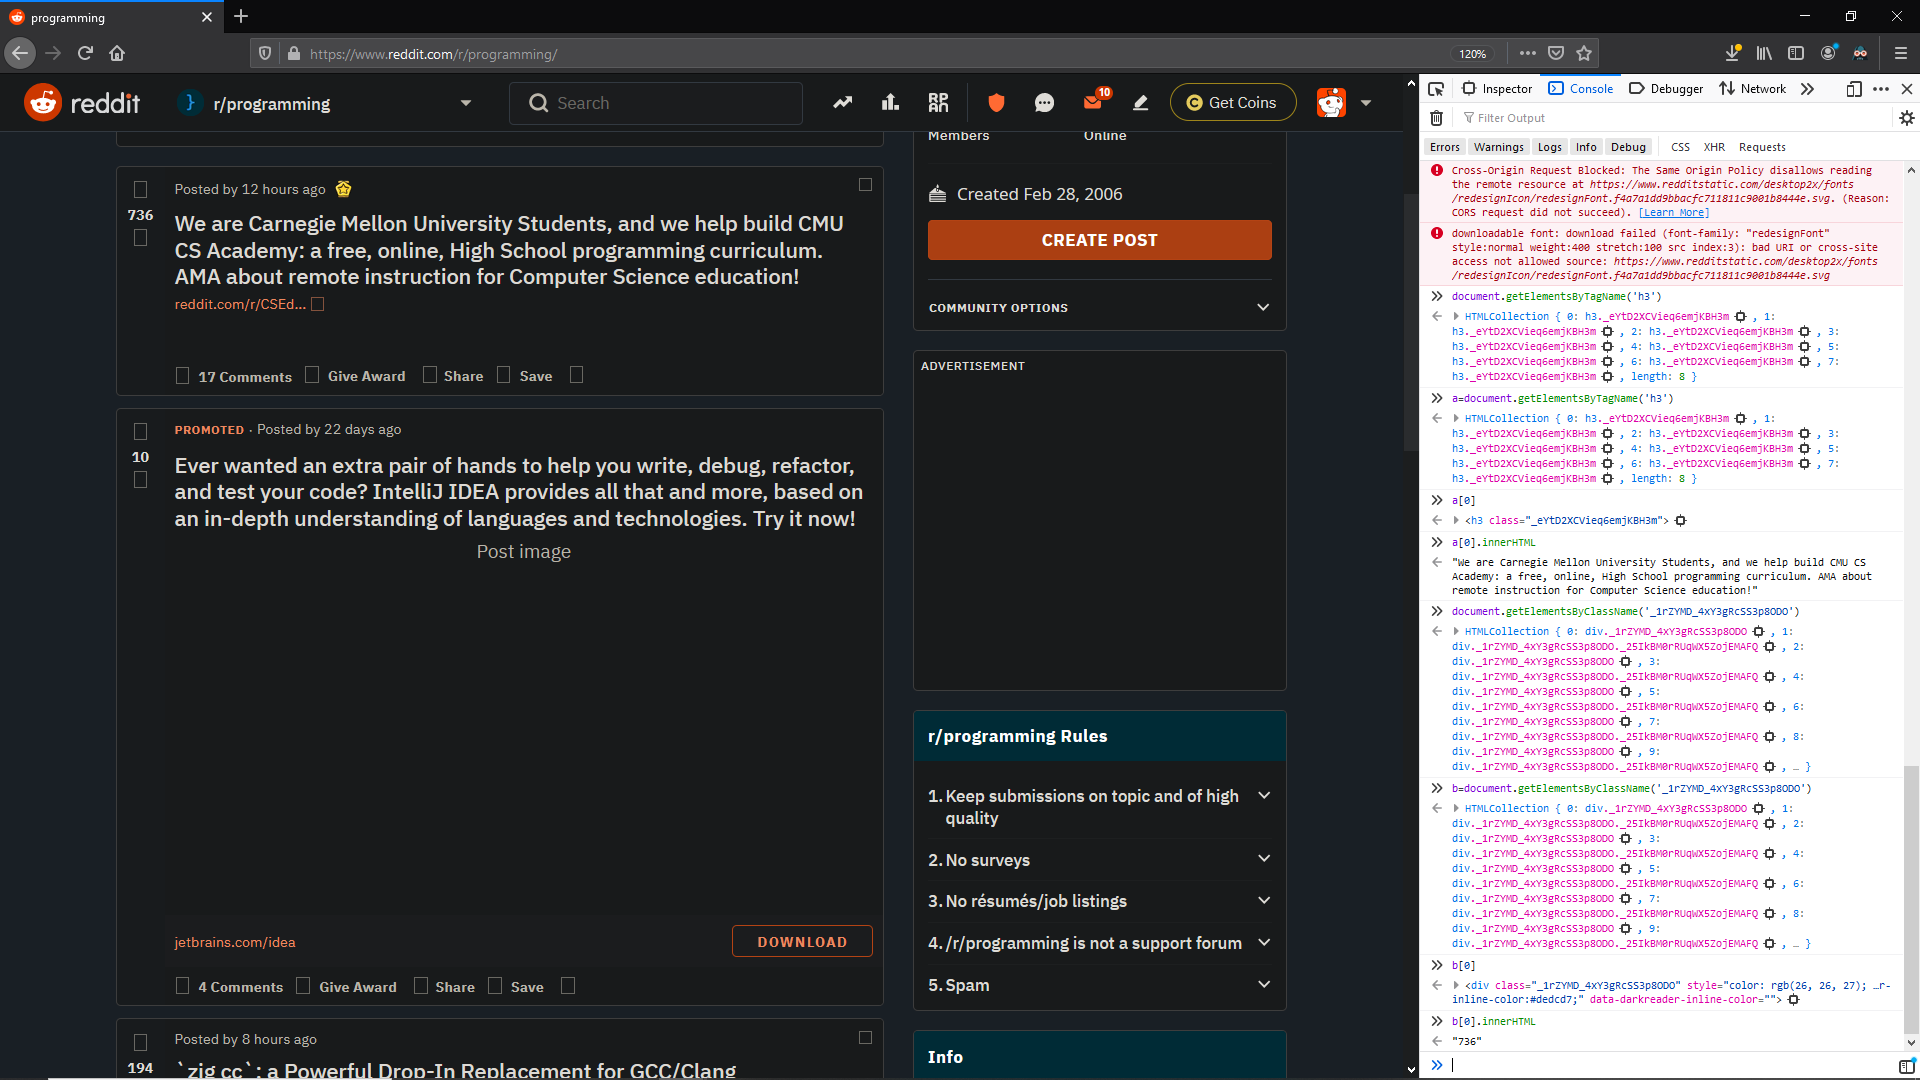 programming
https://www.reddit.com/r/programming/
120%
reddit
r/programming
Search
10
Get Coins
Members
Online
Posted by 12 hours ago
736
We are Carnegie Mellon University Students, and we help build CMU
CS Academy: a free, online, High School programming curriculum.
AMA about remote instruction for Computer Science education!
reddit.com/r/CSEd...
17 Comments
Give Award
Share
Save
PROMOTED · Posted by 22 days ago
10
Ever wanted an extra pair of hands to help you write, debug, refactor,
and test your code? IntelliJ IDEA provides all that and more, based on
an in-depth understanding of languages and technologies. Try it now!
Post image
jetbrains.com/idea
DOWNLOAD
4 Comments
Give Award
Share
Save
Posted by 8 hours ago
194
`zig cc`: a Powerful Drop-In Replacement for GCC/Clang
Created Feb 28, 2006
CREATE POST
COMMUNITY OPTIONS
ADVERTISEMENT
r/programming Rules
1. Keep submissions on topic and of high
quality
2. No surveys
3. No résumés/job listings
4. /r/programming is not a support forum
5. Spam
Info
Inspector
Console
Debugger
Network
Filter Output
Errors
Warnings
Logs
Info
Debug
CSS
XHR
Requests
Cross-Origin Request Blocked: The Same Origin Policy disallows reading
the remote resource at https://www.redditstatic.com/desktop2x/fonts
/redesignIcon/redesignFont.f4a7a1dd9bbacfc711811c9001b8444e.svg. (Reason:
CORS request did not succeed). [Learn More]
downloadable font: download failed (font-family: "redesignFont"
style:normal weight:400 stretch:100 src index:3): bad URI or cross-site
access not allowed source: https://www.redditstatic.com/desktop2x/fonts
/redesignIcon/redesignFont.f4a7a1dd9bbacfc711811c9001b8444e.svg
document.getElementsByTagName('h3')
HTMLCollection { 0: h3._eYtD2XCVieq6emjKBH3m , 1:
h3._eYtD2XCVieq6emjKBH3m , 2: h3._eYtD2XCVieq6emjKBH3m , 3:
h3._eYtD2XCVieq6emjKBH3m , 4: h3._eYtD2XCVieq6emjKBH3m , 5:
h3._eYtD2XCVieq6emjKBH3m , 6: h3._eYtD2XCVieq6emjKBH3m , 7:
h3._eYtD2XCVieq6emjKBH3m , length: 8 }
a=document.getElementsByTagName('h3')
HTMLCollection { 0: h3._eYtD2XCVieq6emjKBH3m , 1:
h3._eYtD2XCVieq6emjKBH3m , 2: h3._eYtD2XCVieq6emjKBH3m , 3:
h3._eYtD2XCVieq6emjKBH3m , 4: h3._eYtD2XCVieq6emjKBH3m , 5:
h3._eYtD2XCVieq6emjKBH3m , 6: h3._eYtD2XCVieq6emjKBH3m , 7:
h3._eYtD2XCVieq6emjKBH3m , length: 8 }
a[0]
<h3 class="_eYtD2XCVieq6emjKBH3m">
a[0].innerHTML
"We are Carnegie Mellon University Students, and we help build CMU CS
Academy: a free, online, High School programming curriculum. AMA about
remote instruction for Computer Science education!"
document.getElementsByClassName('_1rZYMD_4xY3gRcSS3p8ODO')
HTMLCollection { 0: div._1rZYMD_4xY3gRcSS3p8ODO , 1:
div._1rZYMD_4xY3gRcSS3p8ODO._25IkBM0rRUqWX5ZojEMAFQ , 2:
div._1rZYMD_4xY3gRcSS3p8ODO , 3:
div._1rZYMD_4xY3gRcSS3p8ODO._25IkBM0rRUqWX5ZojEMAFQ , 4:
div._1rZYMD_4xY3gRcSS3p8ODO , 5:
div._1rZYMD_4xY3gRcSS3p8ODO._25IkBM0rRUqWX5ZojEMAFQ , 6:
div._1rZYMD_4xY3gRcSS3p8ODO , 7:
div._1rZYMD_4xY3gRcSS3p8ODO._25IkBM0rRUqWX5ZojEMAFQ , 8:
div._1rZYMD_4xY3gRcSS3p8ODO , 9:
div._1rZYMD_4xY3gRcSS3p8ODO._25IkBM0rRUqWX5ZojEMAFQ , … }
b=document.getElementsByClassName('_1rZYMD_4xY3gRcSS3p8ODO')
HTMLCollection { 0: div._1rZYMD_4xY3gRcSS3p8ODO , 1:
div._1rZYMD_4xY3gRcSS3p8ODO._25IkBM0rRUqWX5ZojEMAFQ , 2:
div._1rZYMD_4xY3gRcSS3p8ODO , 3:
div._1rZYMD_4xY3gRcSS3p8ODO._25IkBM0rRUqWX5ZojEMAFQ , 4:
div._1rZYMD_4xY3gRcSS3p8ODO , 5:
div._1rZYMD_4xY3gRcSS3p8ODO._25IkBM0rRUqWX5ZojEMAFQ , 6:
div._1rZYMD_4xY3gRcSS3p8ODO , 7:
div._1rZYMD_4xY3gRcSS3p8ODO._25IkBM0rRUqWX5ZojEMAFQ , 8:
div._1rZYMD_4xY3gRcSS3p8ODO , 9:
div._1rZYMD_4xY3gRcSS3p8ODO._25IkBM0rRUqWX5ZojEMAFQ , … }
b[0]
<div class="_1rZYMD_4xY3gRcSS3p8ODO" style="color: rgb(26, 26, 27); …r-
inline-color:#dedcd7;" data-darkreader-inline-color="">
b[0].innerHTML
"736"